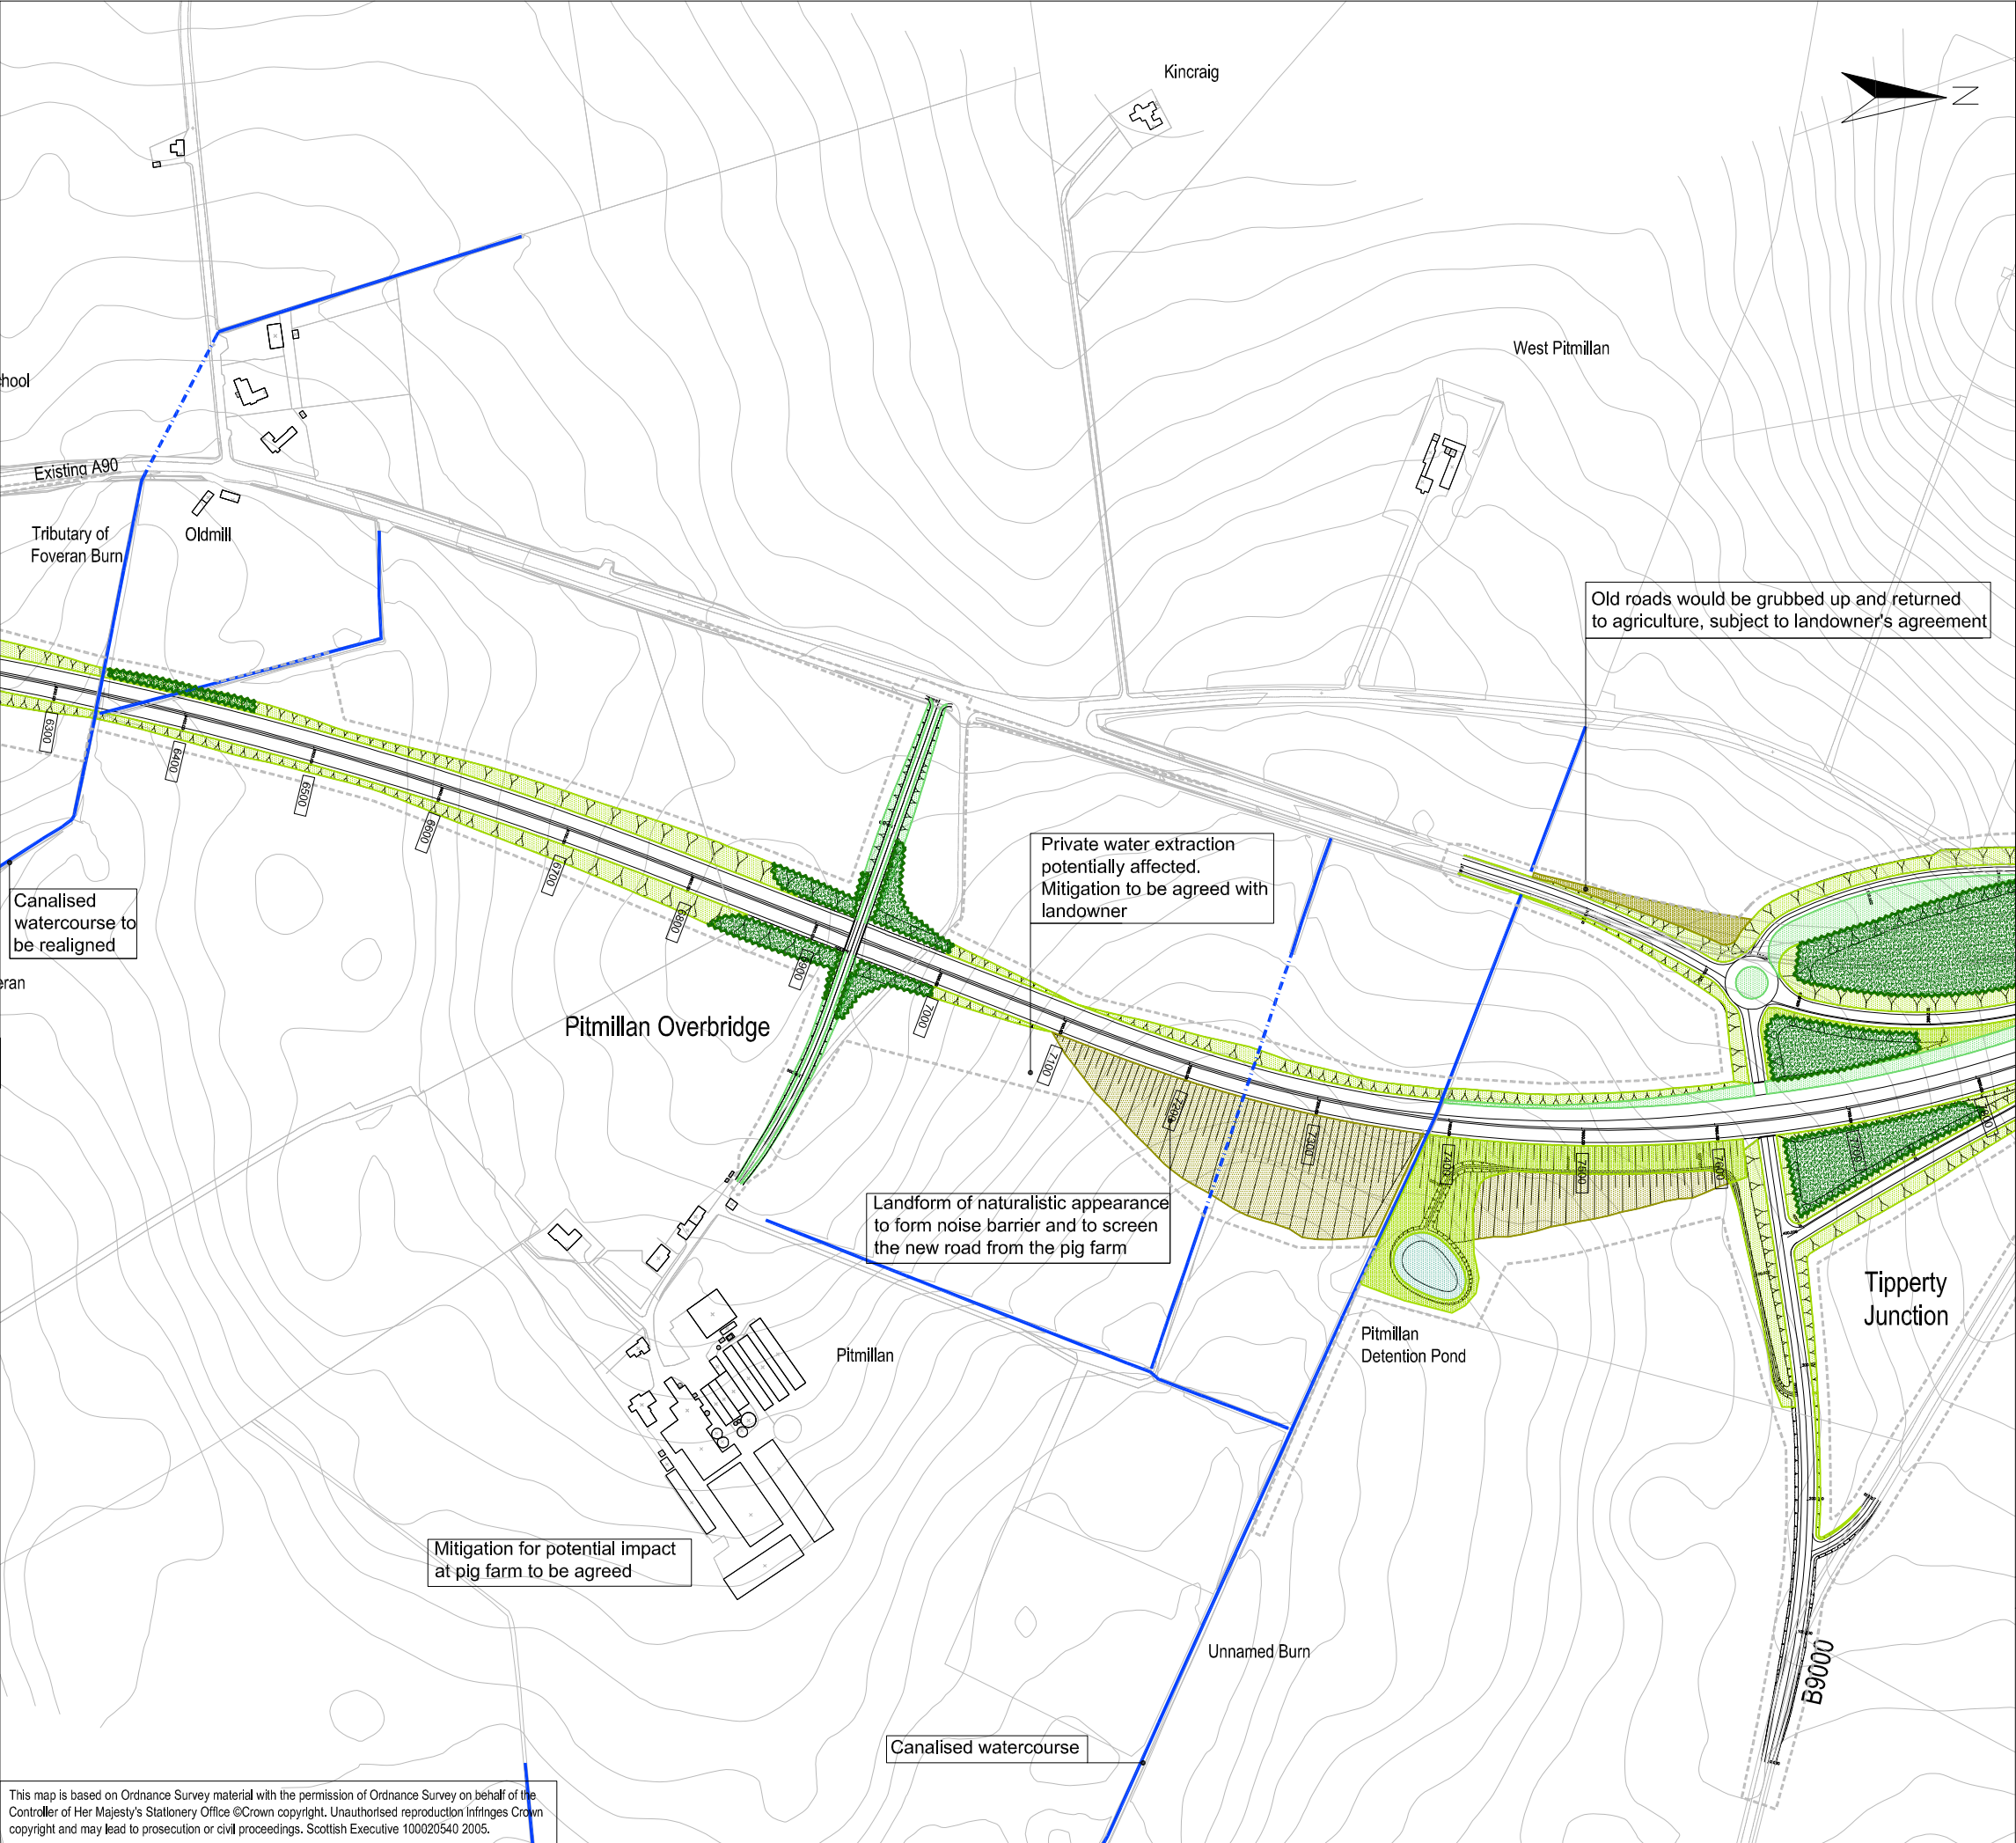 Kincraig
N
West Pitmillan
Existing A90
Tributary of
Foveran Burn
Oldmill
Old roads would be grubbed up and returned
to agriculture, subject to landowner's agreement
6300
6400
6500
6600
6700
6800
7000
7100
7200
7300
7400
7500
7600
7700
Private water extraction
potentially affected.
Mitigation to be agreed with
landowner
Canalised
watercourse to
be realigned
Pitmillan Overbridge
Landform of naturalistic appearance
to form noise barrier and to screen
the new road from the pig farm
Tipperty
Junction
Pitmillan
Detention Pond
Pitmillan
Mitigation for potential impact
at pig farm to be agreed
Unnamed Burn
B9000
Canalised watercourse
This map is based on Ordnance Survey material with the permission of Ordnance Survey on behalf of the
Controller of Her Majesty's Stationery Office ©Crown copyright. Unauthorised reproduction infringes Crown
copyright and may lead to prosecution or civil proceedings. Scottish Executive 100020540 2005.